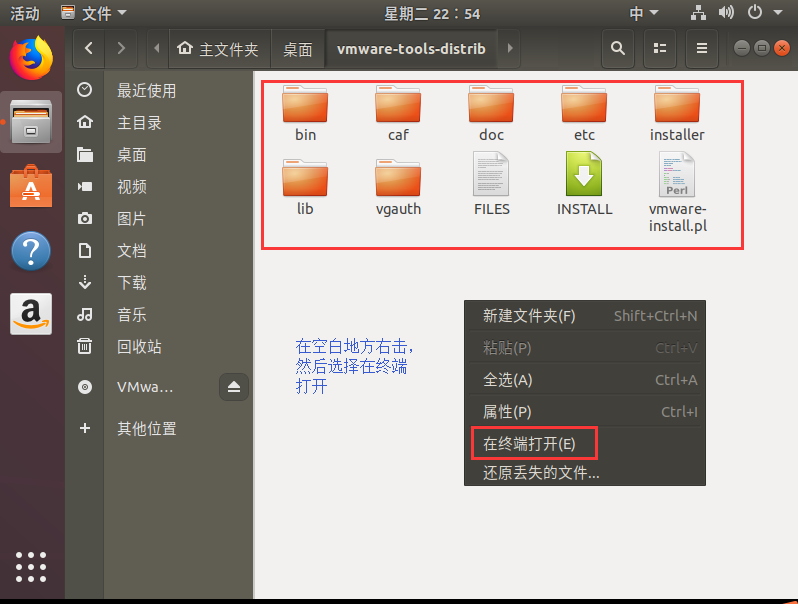 活动
文件
星期二 22：54
中
主文件夹
桌面
vmware-tools-distrib
最近使用
主目录
桌面
视频
图片
文档
下载
音乐
回收站
VMwa...
其他位置
bin
caf
doc
etc
installer
lib
vgauth
FILES
INSTALL
Perl
vmware-
install.pl
在空白地方右击，
然后选择在终端
打开
新建文件夹(F) Shift+Ctrl+N
粘贴(P) Ctrl+V
全选(A) Ctrl+A
属性(P) Ctrl+I
在终端打开(E)
还原丢失的文件...